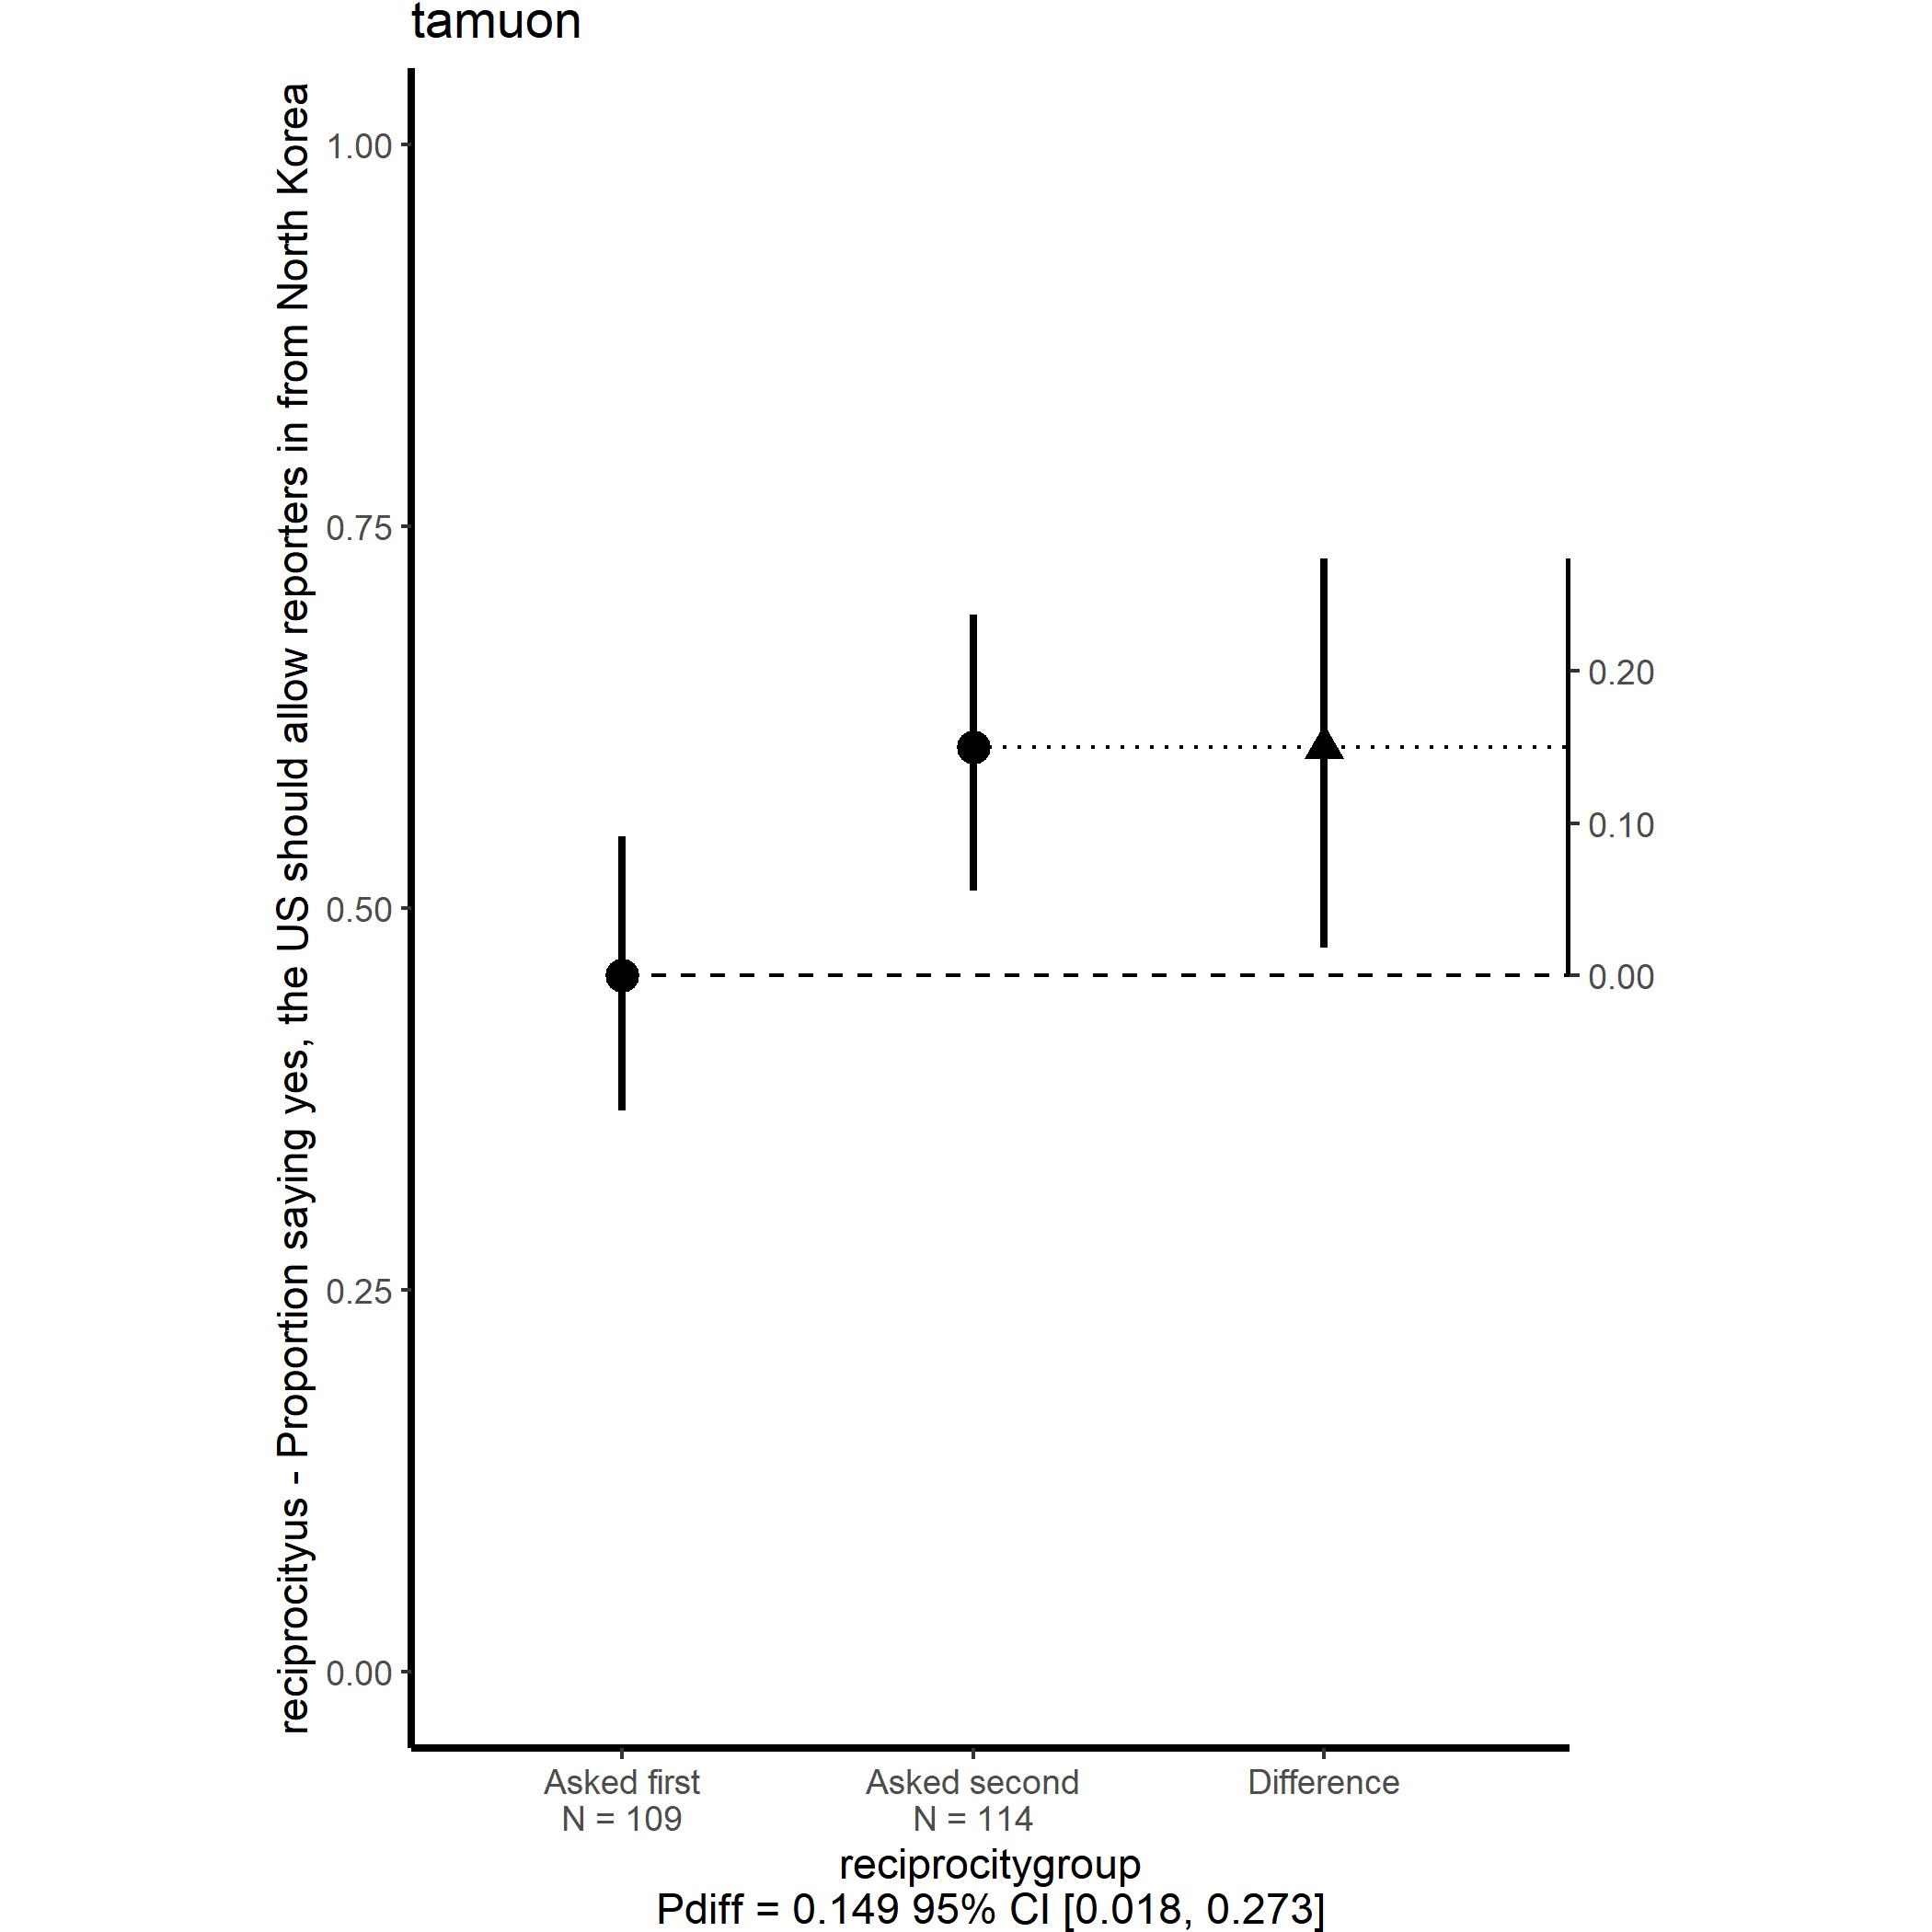 tamuon
reciprocityus - Proportion saying yes, the US should allow reporters in from North Korea
1.00
0.75
0.50
0.25
0.00
0.20
0.10
0.00
Asked first
N = 109
Asked second
N = 114
Difference
reciprocitygroup
Pdiff = 0.149 95% CI [0.018, 0.273]